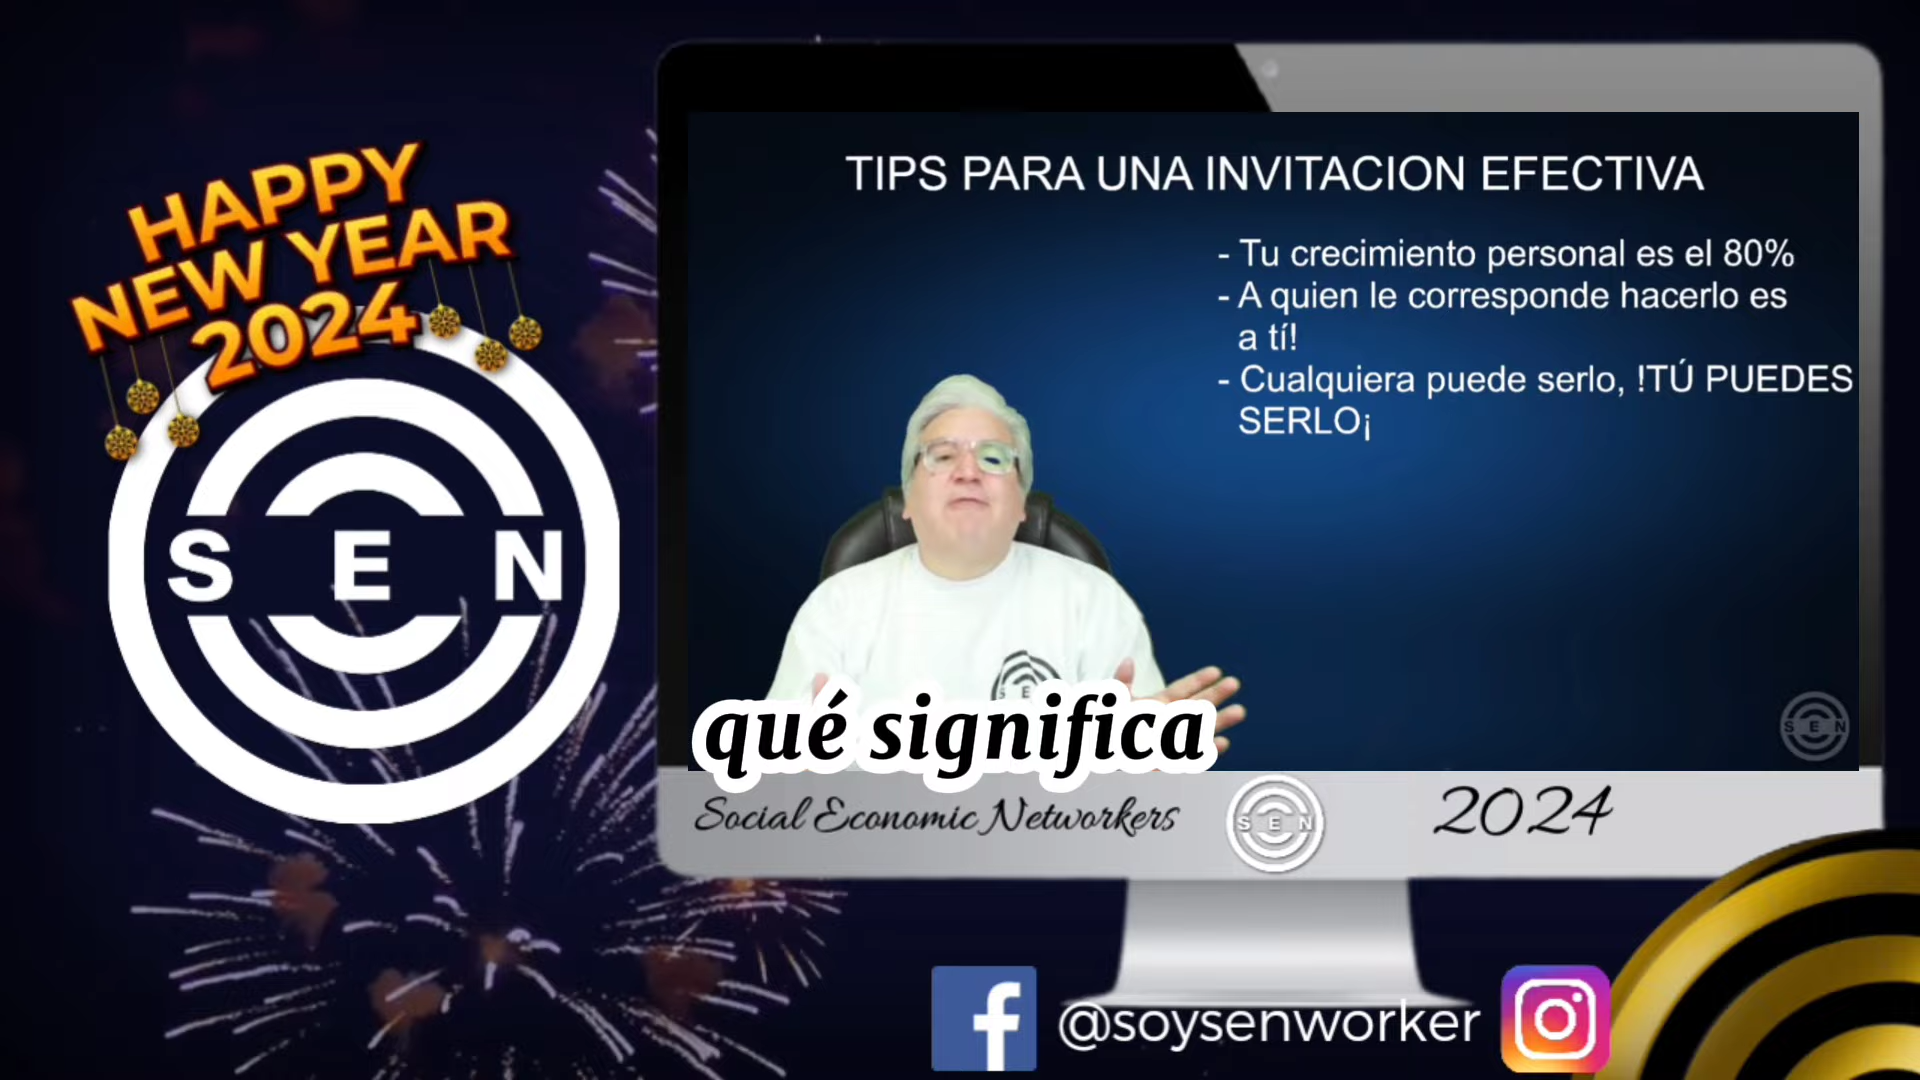 HAPPY
NEW YEAR
2024
S E N
TIPS PARA UNA INVITACION EFECTIVA
- Tu crecimiento personal es el 80%
- A quien le corresponde hacerlo es
a tí!
- Cualquiera puede serlo, !TÚ PUEDES
SERLO¡
S E
qué significa
S E N
Social Economic Networkers
S E N
2024
@soysenworker